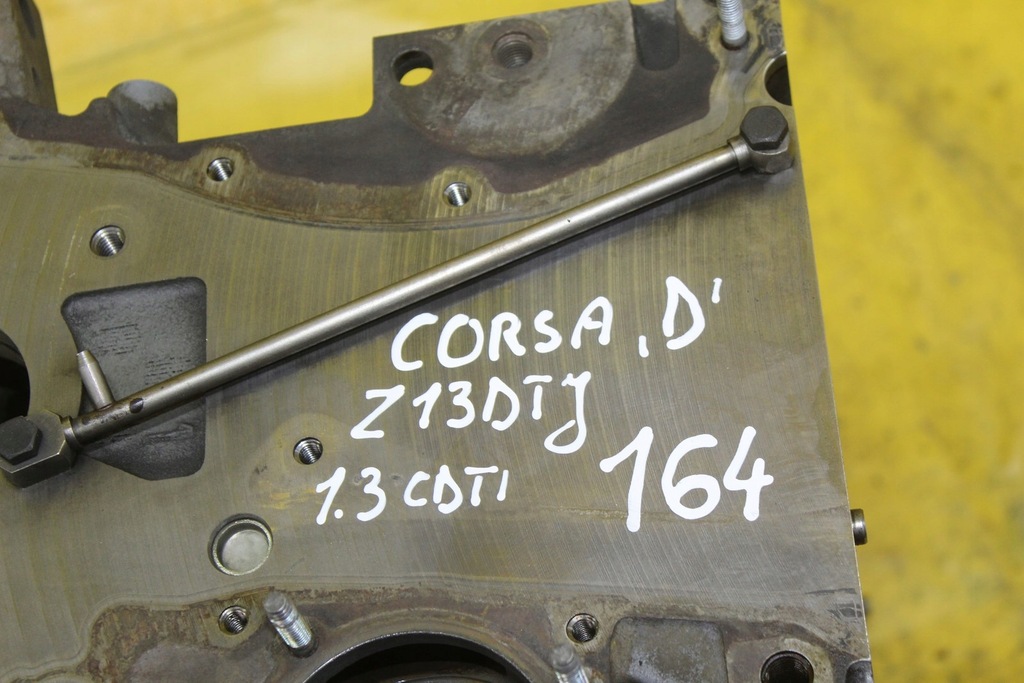 CORSA ,D'
Z13DTJ
1.3 CDTI
164